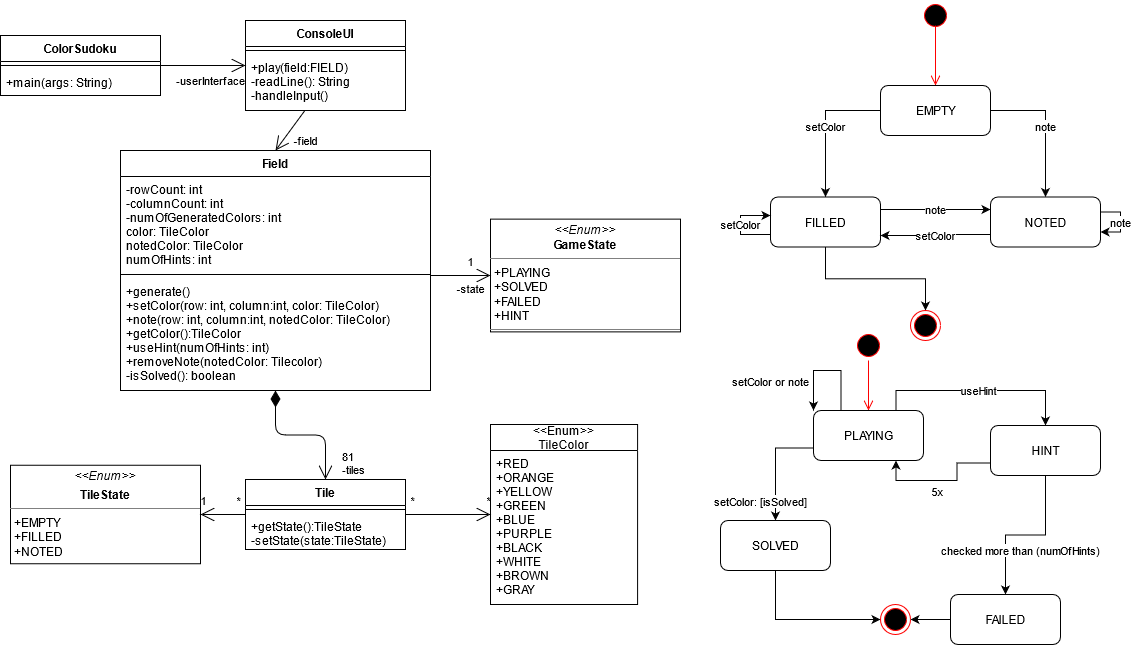 ColorSudoku
+main(args: String)
-userInterface
ConsoleUI
+play(field:FIELD)
-readLine(): String
-handleInput()
-field
Field
-rowCount: int
-columnCount: int
-numOfGeneratedColors: int
color: TileColor
notedColor: TileColor
numOfHints: int
+generate()
+setColor(row: int, column:int, color: TileColor)
+note(row: int, column:int, notedColor: TileColor)
+getColor():TileColor
+useHint(numOfHints: int)
+removeNote(notedColor: Tilecolor)
-isSolved(): boolean
1
-state
<<Enum>>
GameState
+PLAYING
+SOLVED
+FAILED
+HINT
81
-tiles
<<Enum>>
TileState
+EMPTY
+FILLED
+NOTED
1
*
Tile
+getState():TileState
-setState(state:TileState)
*
*
<<Enum>>
TileColor
+RED
+ORANGE
+YELLOW
+GREEN
+BLUE
+PURPLE
+BLACK
+WHITE
+BROWN
+GRAY
EMPTY
setColor
note
FILLED
NOTED
setColor
note
setColor
note
setColor or note
useHint
PLAYING
HINT
5x
setColor: [isSolved]
SOLVED
checked more than (numOfHints)
FAILED